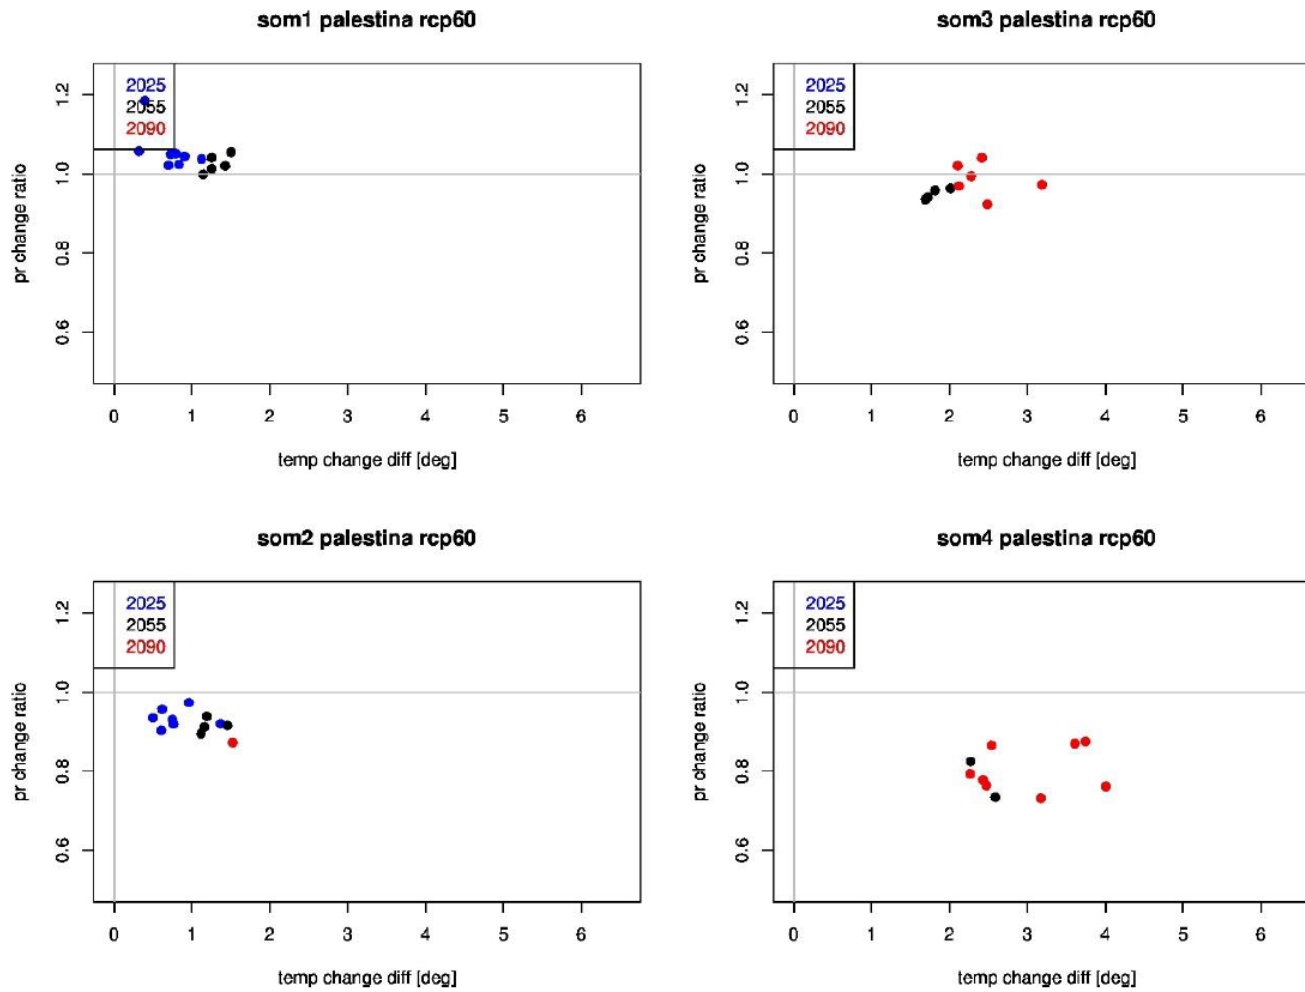 som1 palestina rcp60
2025
2055
2090
pr change ratio
0.6 0.8 1.0 1.2
0 1 2 3 4 5 6
temp change diff [deg]
som3 palestina rcp60
2025
2055
2090
pr change ratio
0.6 0.8 1.0 1.2
0 1 2 3 4 5 6
temp change diff [deg]
som2 palestina rcp60
2025
2055
2090
pr change ratio
0.6 0.8 1.0 1.2
0 1 2 3 4 5 6
temp change diff [deg]
som4 palestina rcp60
2025
2055
2090
pr change ratio
0.6 0.8 1.0 1.2
0 1 2 3 4 5 6
temp change diff [deg]